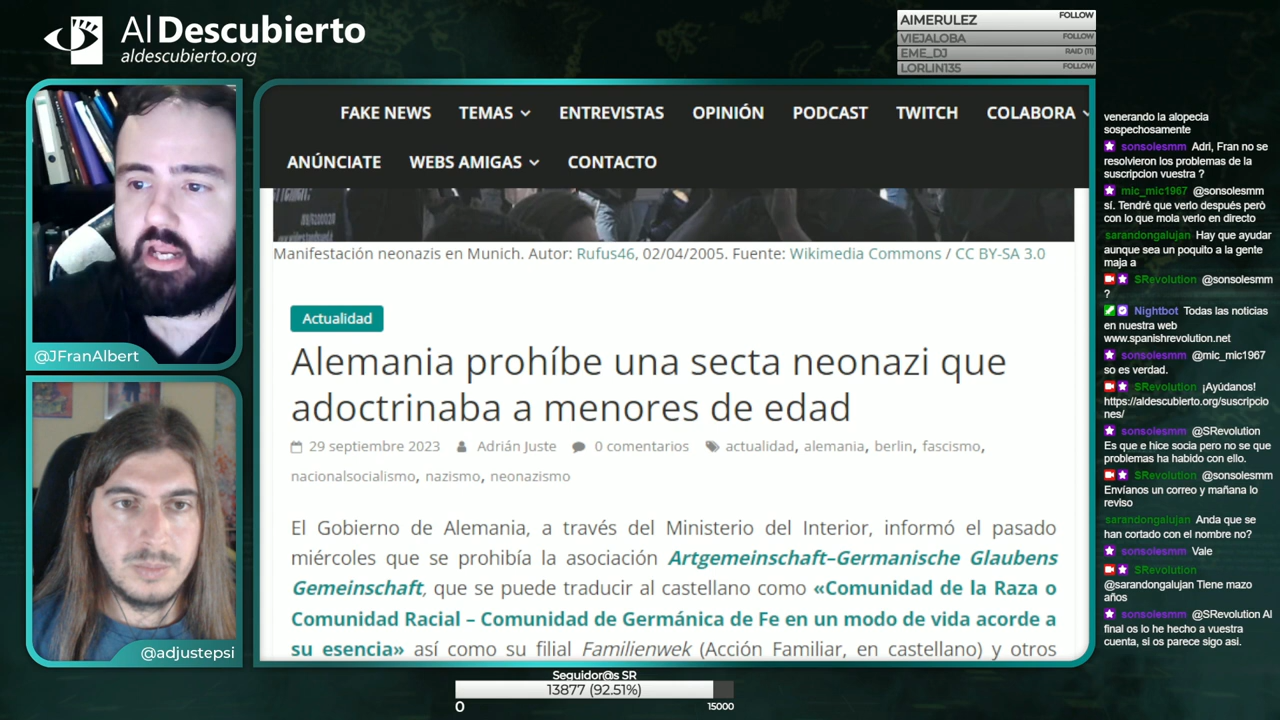 Al Descubierto
aldescubierto.org
AIMERULEZ FOLLOW
VIEJALOBA FOLLOW
EME_DJ RAID (11)
LORLIN135 FOLLOW
FAKE NEWS TEMAS ENTREVISTAS OPINIÓN PODCAST TWITCH COLABORA
ANÚNCIATE WEBS AMIGAS CONTACTO
Manifestación neonazis en Munich. Autor: Rufus46, 02/04/2005. Fuente: Wikimedia Commons / CC BY-SA 3.0
Actualidad
Alemania prohíbe una secta neonazi que
adoctrinaba a menores de edad
29 septiembre 2023 Adrián Juste 0 comentarios actualidad, alemania, berlin, fascismo,
nacionalsocialismo, nazismo, neonazismo
El Gobierno de Alemania, a través del Ministerio del Interior, informó el pasado
miércoles que se prohibía la asociación Artgemeinschaft–Germanische Glaubens
Gemeinschaft, que se puede traducir al castellano como «Comunidad de la Raza o
Comunidad Racial – Comunidad de Germánica de Fe en un modo de vida acorde a
su esencia» así como su filial Familienwek (Acción Familiar, en castellano) y otros
@JFranAlbert
@adjustepsi
venerando la alopecia
sospechosamente
sonsolesmm Adri, Fran no se
resolvieron los problemas de la
suscripcion vuestra ?
mic_mic1967 @sonsolesmm
sí. Tendré que verlo después però
con lo que mola verlo en directo
sarandongalujan Hay que ayudar
aunque sea un poquito a la gente
maja a
SRevolution @sonsolesmm
?
Nightbot Todas las noticias
en nuestra web
www.spanishrevolution.net
sonsolesmm @mic_mic1967
so es verdad.
SRevolution ¡Ayúdanos!
https://aldescubierto.org/suscripcio
nes/
sonsolesmm @SRevolution
Es que e hice socia pero no se que
problemas ha habido con ello.
SRevolution @sonsolesmm
Envíanos un correo y mañana lo
reviso
sarandongalujan Anda que se
han cortado con el nombre no?
sonsolesmm Vale
SRevolution
@sarandongalujan Tiene mazo
años
sonsolesmm @SRevolution Al
final os lo he hecho a vuestra
cuenta, si os parece sigo asi.
Seguidor@s SR
13877 (92.51%)
0 15000